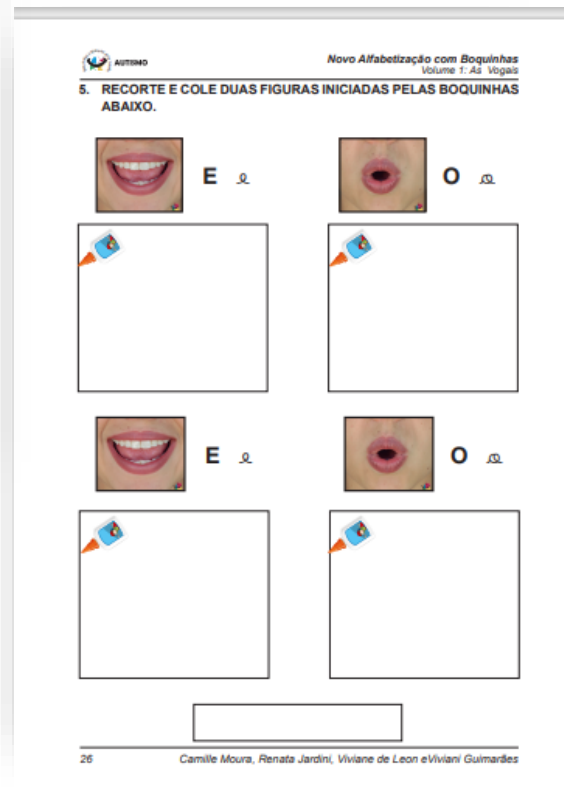 AUTISMO
Novo Alfabetização com Boquinhas
Volume 1: As Vogais
5. RECORTE E COLE DUAS FIGURAS INICIADAS PELAS BOQUINHAS
ABAIXO.
E e
O o
E e
O o
26 Camille Moura, Renata Jardini, Viviane de Leon eViviani Guimarães